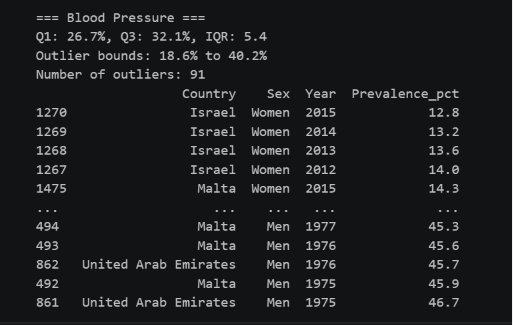 === Blood Pressure ===
Q1: 26.7%, Q3: 32.1%, IQR: 5.4
Outlier bounds: 18.6% to 40.2%
Number of outliers: 91
Country Sex Year Prevalence_pct
1270 Israel Women 2015 12.8
1269 Israel Women 2014 13.2
1268 Israel Women 2013 13.6
1267 Israel Women 2012 14.0
1475 Malta Women 2015 14.3
... ... ... ... ...
494 Malta Men 1977 45.3
493 Malta Men 1976 45.6
862 United Arab Emirates Men 1976 45.7
492 Malta Men 1975 45.9
861 United Arab Emirates Men 1975 46.7